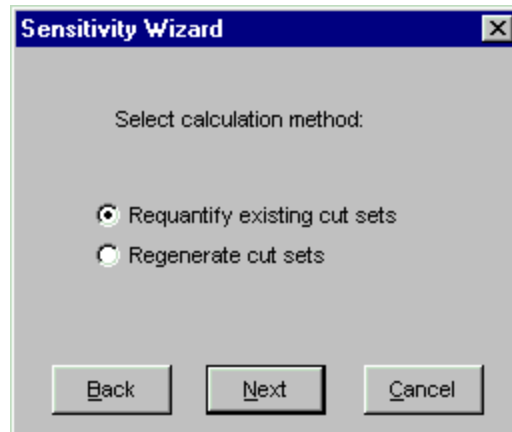 Sensitivity Wizard
Select calculation method:
Requantify existing cut sets
Regenerate cut sets
Back Next Cancel